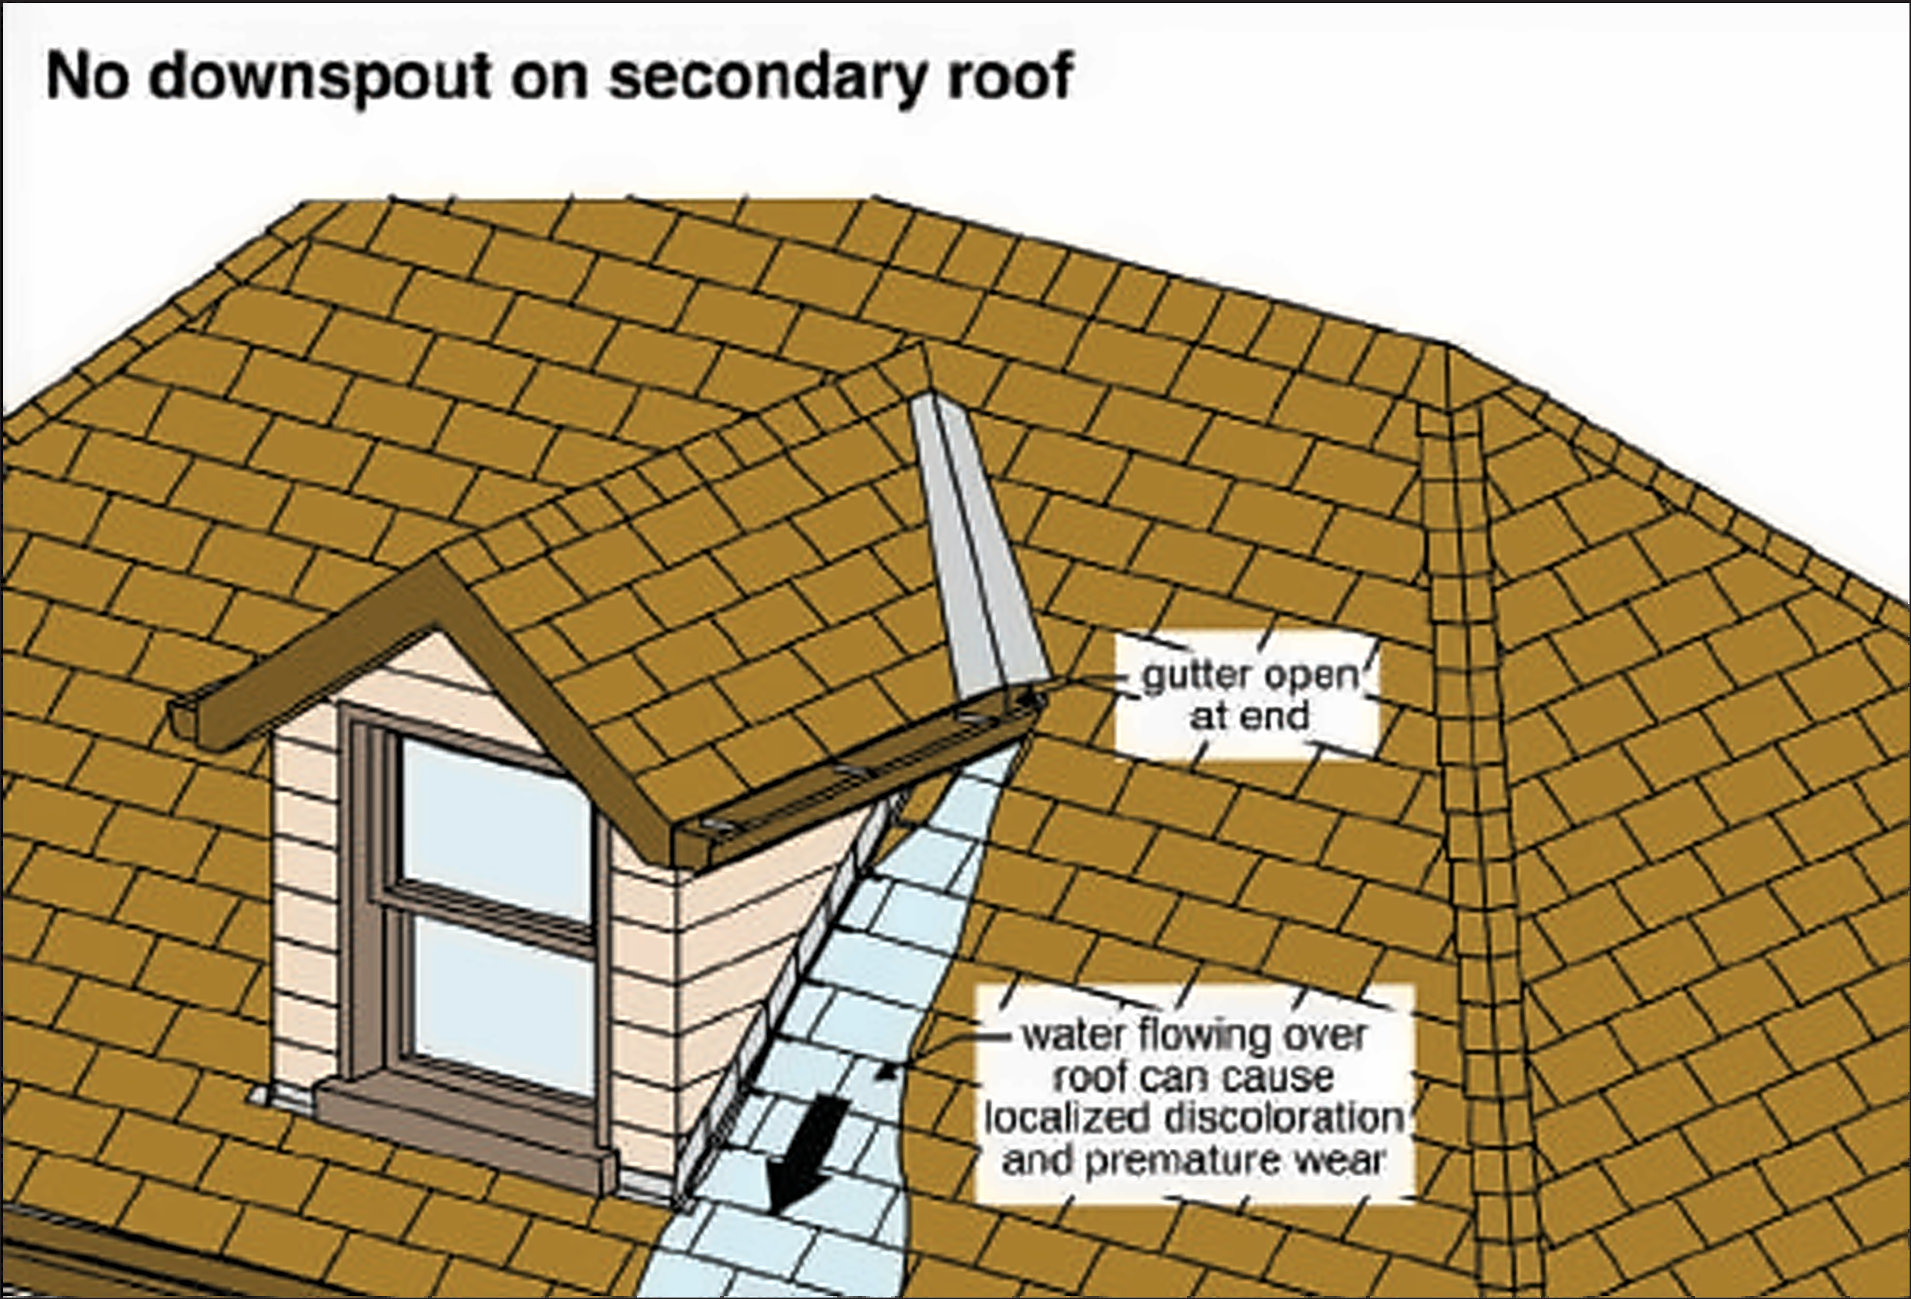 No downspout on secondary roof
gutter open
at end
water flowing over
roof can cause
localized discoloration
and premature wear